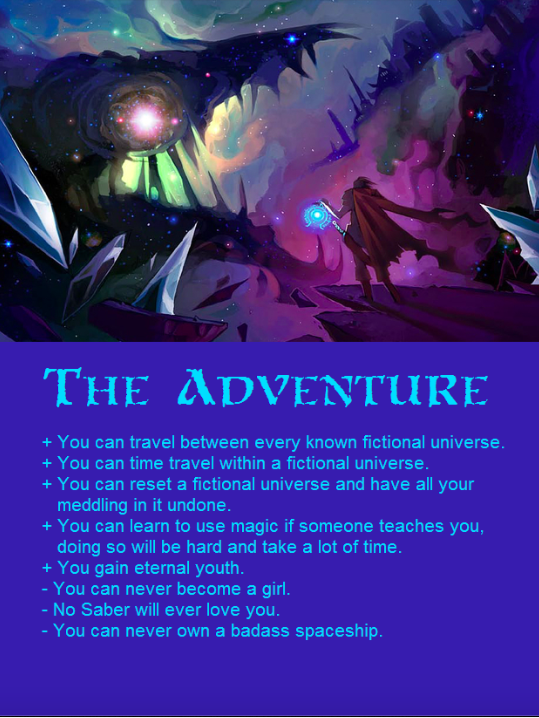 The Adventure
+ You can travel between every known fictional universe.
+ You can time travel within a fictional universe.
+ You can reset a fictional universe and have all your
meddling in it undone.
+ You can learn to use magic if someone teaches you,
doing so will be hard and take a lot of time.
+ You gain eternal youth.
- You can never become a girl.
- No Saber will ever love you.
- You can never own a badass spaceship.